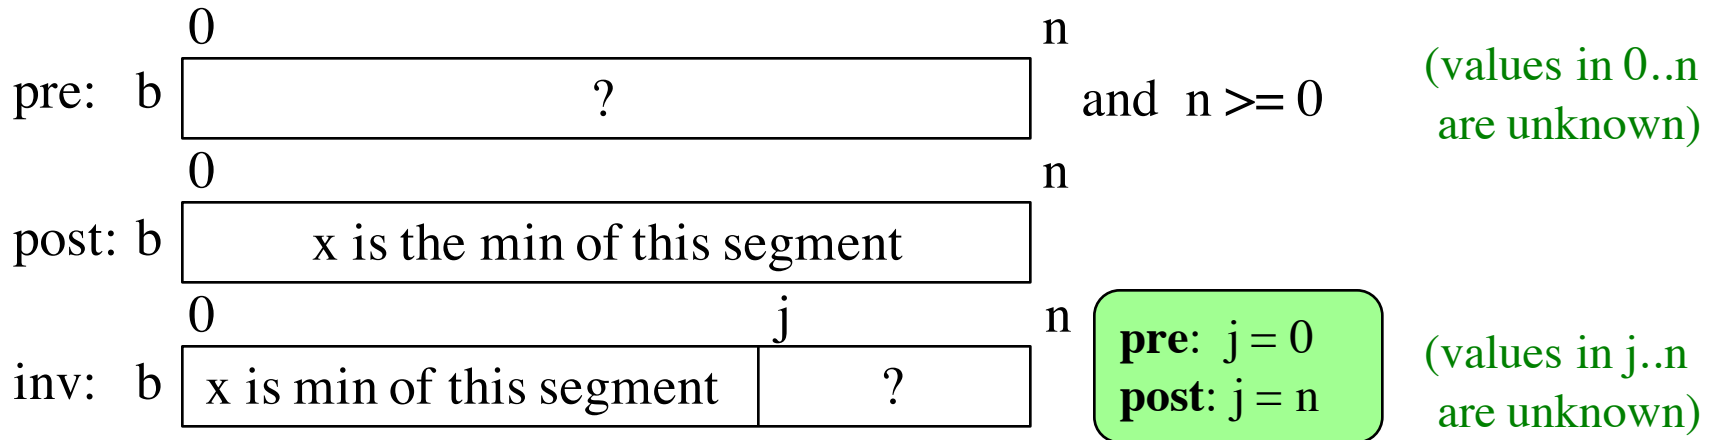 0 n
pre: b ? and n >= 0 (values in 0..n
are unknown)
0 n
post: b x is the min of this segment
0 j n
inv: b x is min of this segment ? pre: j = 0 (values in j..n
post: j = n are unknown)